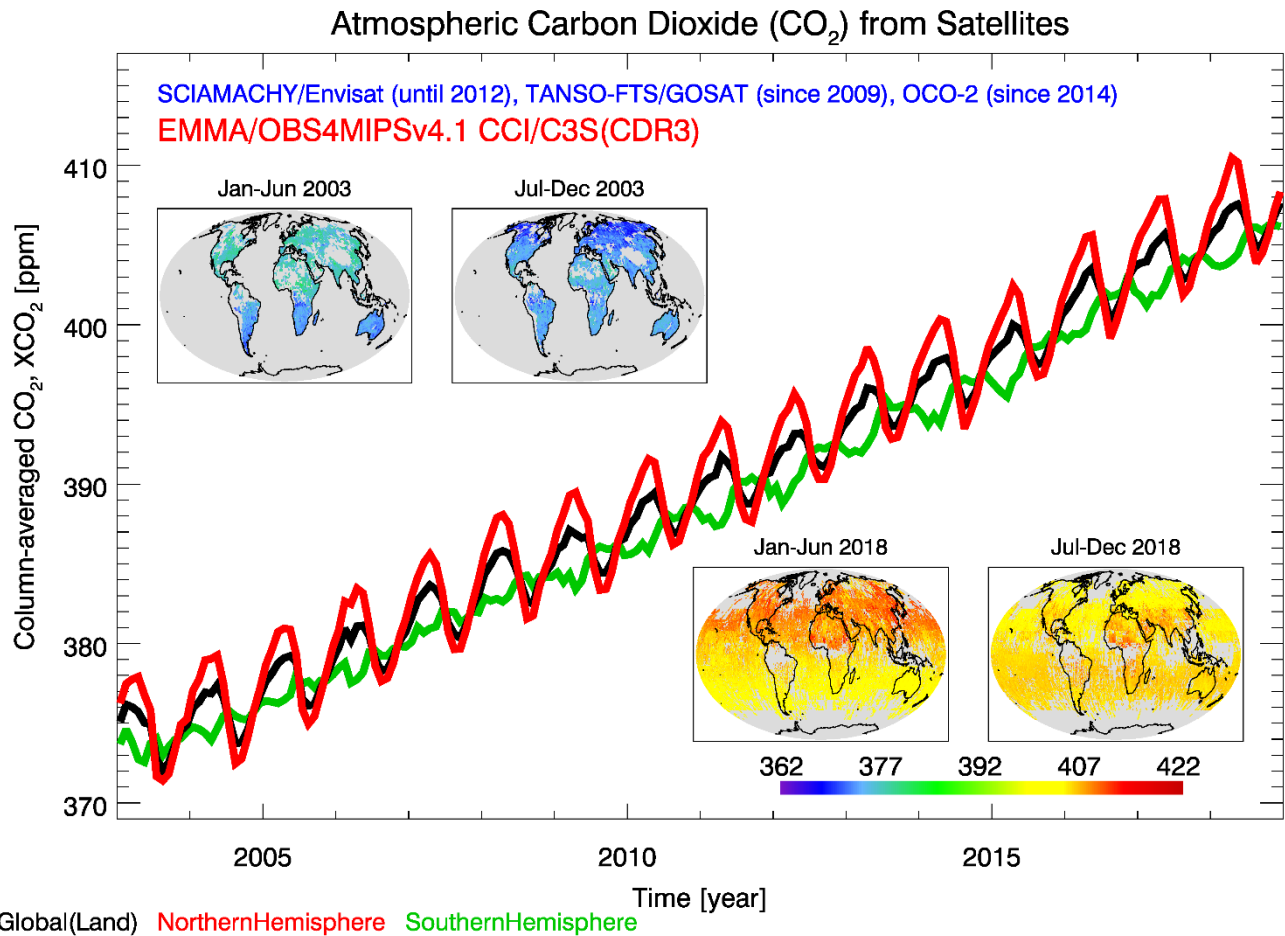 Atmospheric Carbon Dioxide (CO₂) from Satellites
SCIAMACHY/Envisat (until 2012), TANSO-FTS/GOSAT (since 2009), OCO-2 (since 2014)
EMMA/OBS4MIPSv4.1 CCI/C3S(CDR3)
Jan-Jun 2003
Jul-Dec 2003
Column-averaged CO₂, XCO₂ [ppm]
410
400
390
380
370
Jan-Jun 2018
Jul-Dec 2018
362 377 392 407 422
2005 2010 2015
Time [year]
Global(Land) NorthernHemisphere SouthernHemisphere